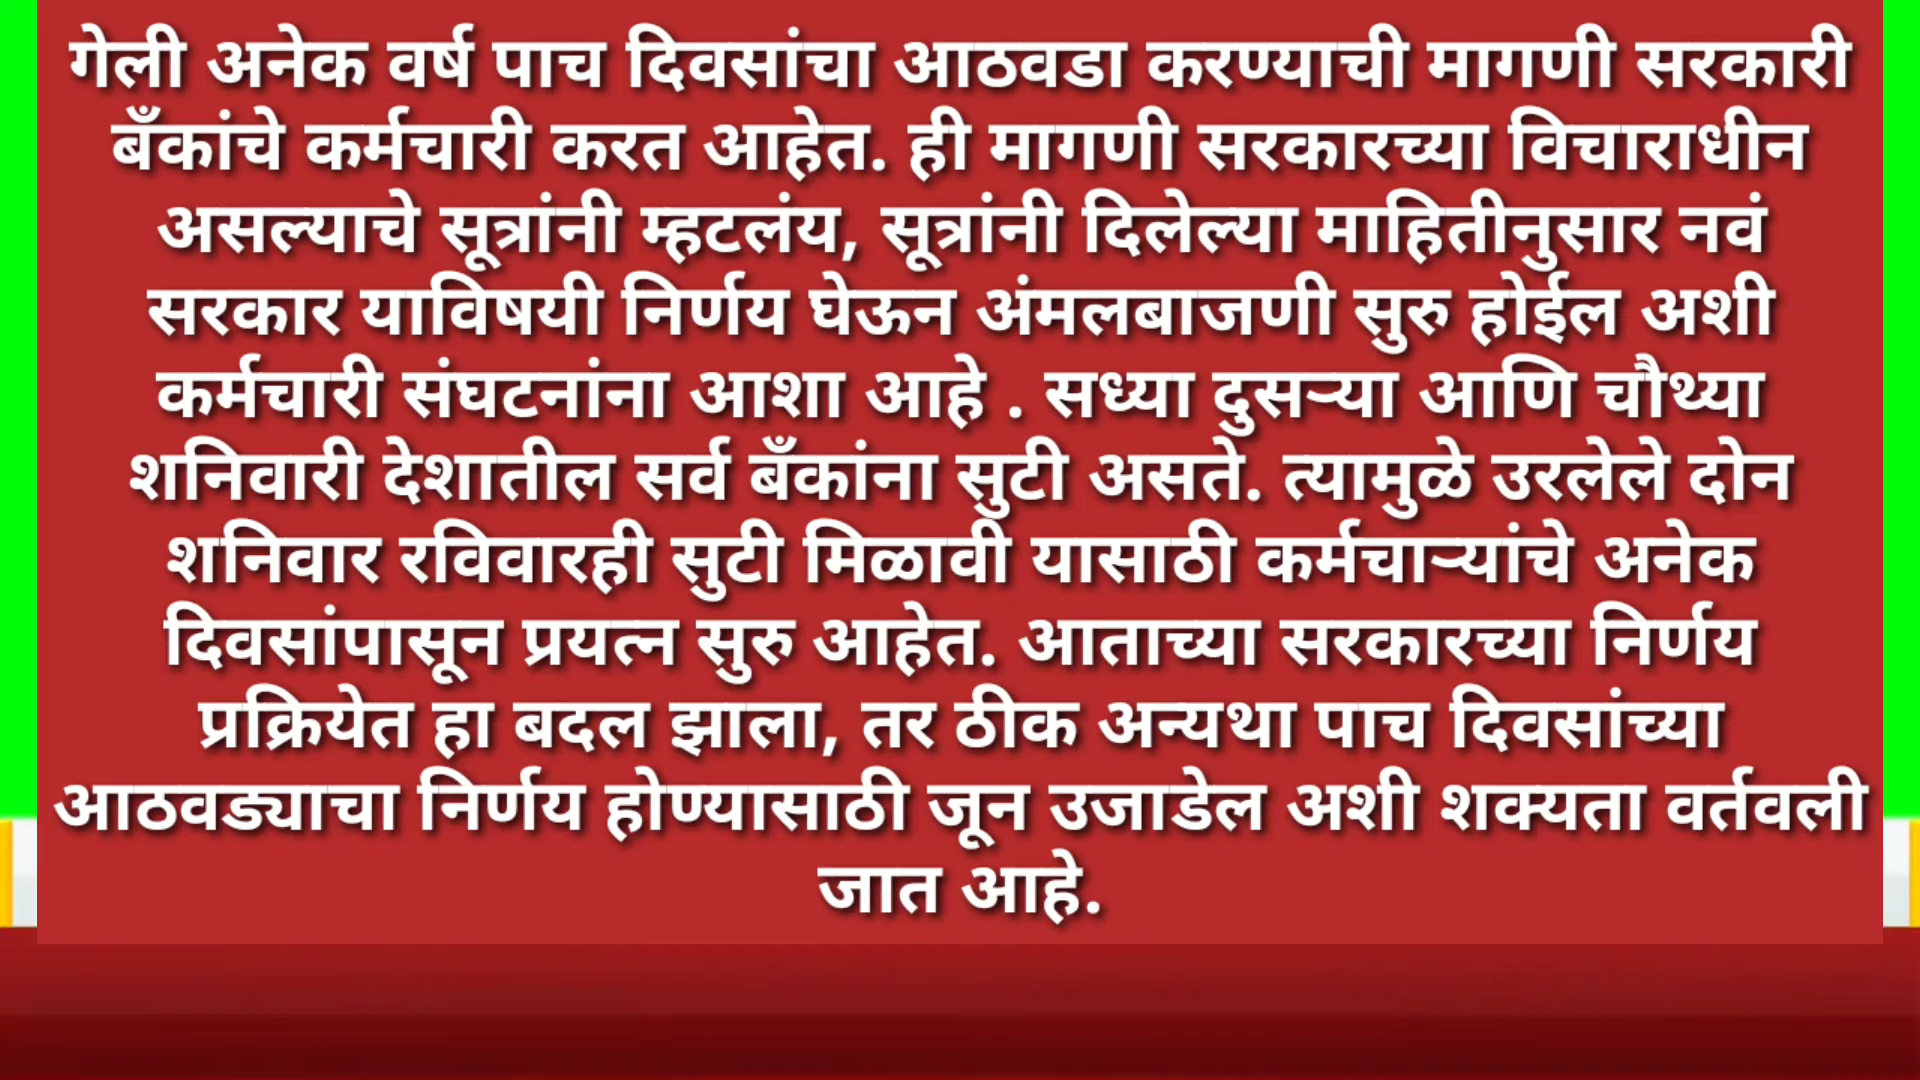 गेली अनेक वर्ष पाच दिवसांचा आठवडा करण्याची मागणी सरकारी
बँकांचे कर्मचारी करत आहेत. ही मागणी सरकारच्या विचाराधीन
असल्याचे सूत्रांनी म्हटलंय, सूत्रांनी दिलेल्या माहितीनुसार नवं
सरकार याविषयी निर्णय घेऊन अंमलबाजणी सुरु होईल अशी
कर्मचारी संघटनांना आशा आहे . सध्या दुसऱ्या आणि चौथ्या
शनिवारी देशातील सर्व बँकांना सुटी असते. त्यामुळे उरलेले दोन
शनिवार रविवारही सुटी मिळावी यासाठी कर्मचाऱ्यांचे अनेक
दिवसांपासून प्रयत्न सुरु आहेत. आताच्या सरकारच्या निर्णय
प्रक्रियेत हा बदल झाला, तर ठीक अन्यथा पाच दिवसांच्या
आठवड्याचा निर्णय होण्यासाठी जून उजाडेल अशी शक्यता वर्तवली
जात आहे.